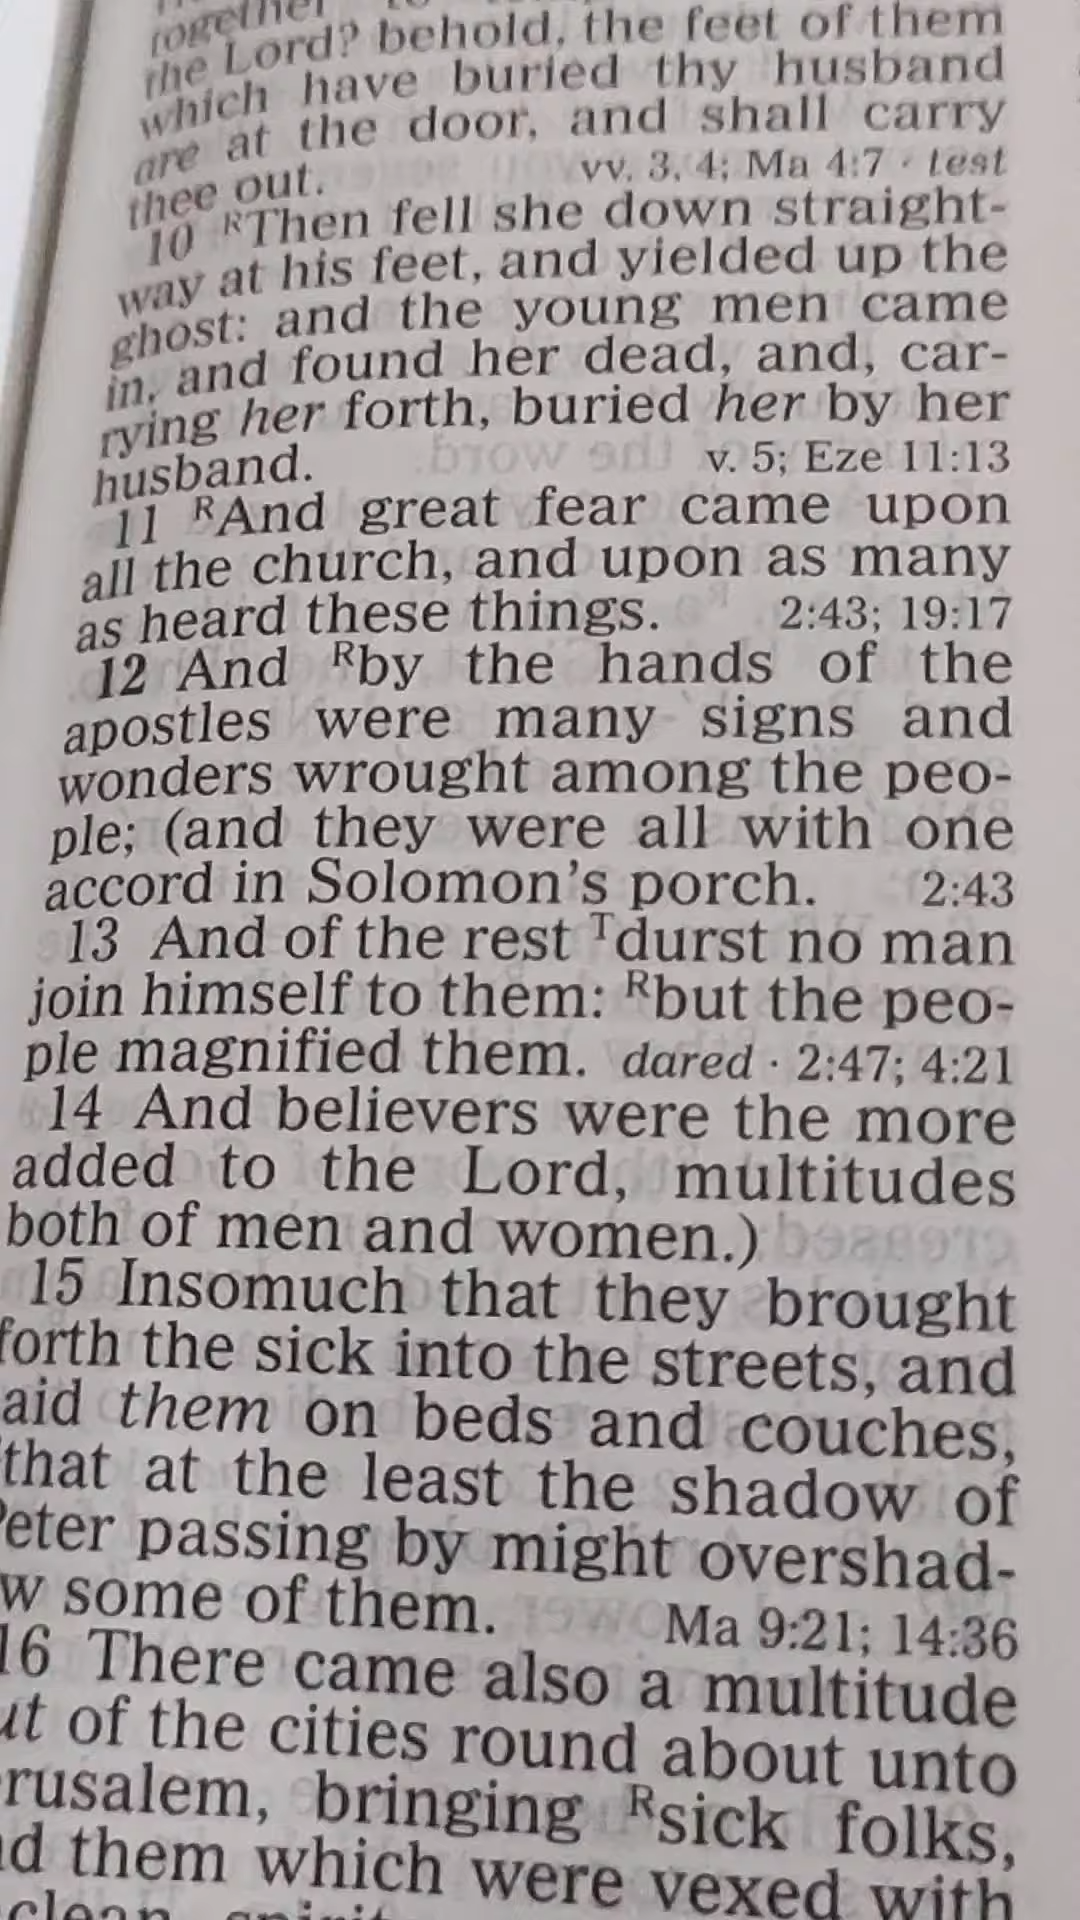 together
the Lord? behold, the feet of them
which have buried thy husband
are at the door, and shall carry
thee out. vv. 3, 4; Ma 4:7 · test
10 RThen fell she down straight-
way at his feet, and yielded up the
ghost: and the young men came
in, and found her dead, and, car-
rying her forth, buried her by her
husband. v. 5; Eze 11:13
11 RAnd great fear came upon
all the church, and upon as many
as heard these things. 2:43; 19:17
12 And Rby the hands of the
apostles were many signs and
wonders wrought among the peo-
ple; (and they were all with one
accord in Solomon's porch. 2:43
13 And of the rest Tdurst no man
join himself to them: Rbut the peo-
ple magnified them. dared · 2:47; 4:21
14 And believers were the more
added to the Lord, multitudes
both of men and women.)
15 Insomuch that they brought
forth the sick into the streets, and
aid them on beds and couches,
that at the least the shadow of
eter passing by might overshad-
w some of them. Ma 9:21; 14:36
16 There came also a multitude
ut of the cities round about unto
rusalem, bringing Rsick folks,
d them which were vexed with
clean spirit